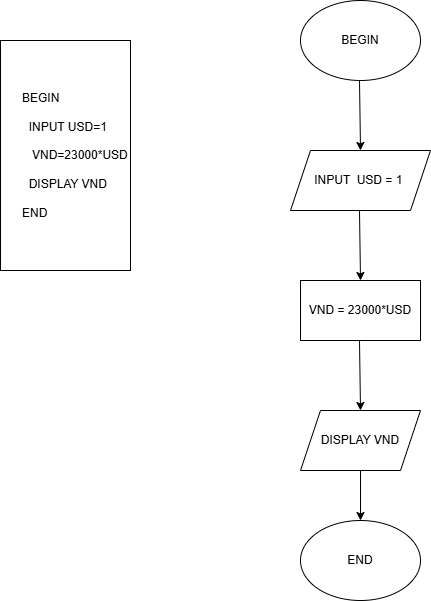 BEGIN
INPUT USD=1
VND=23000*USD
DISPLAY VND
END
BEGIN
INPUT USD = 1
VND = 23000*USD
DISPLAY VND
END